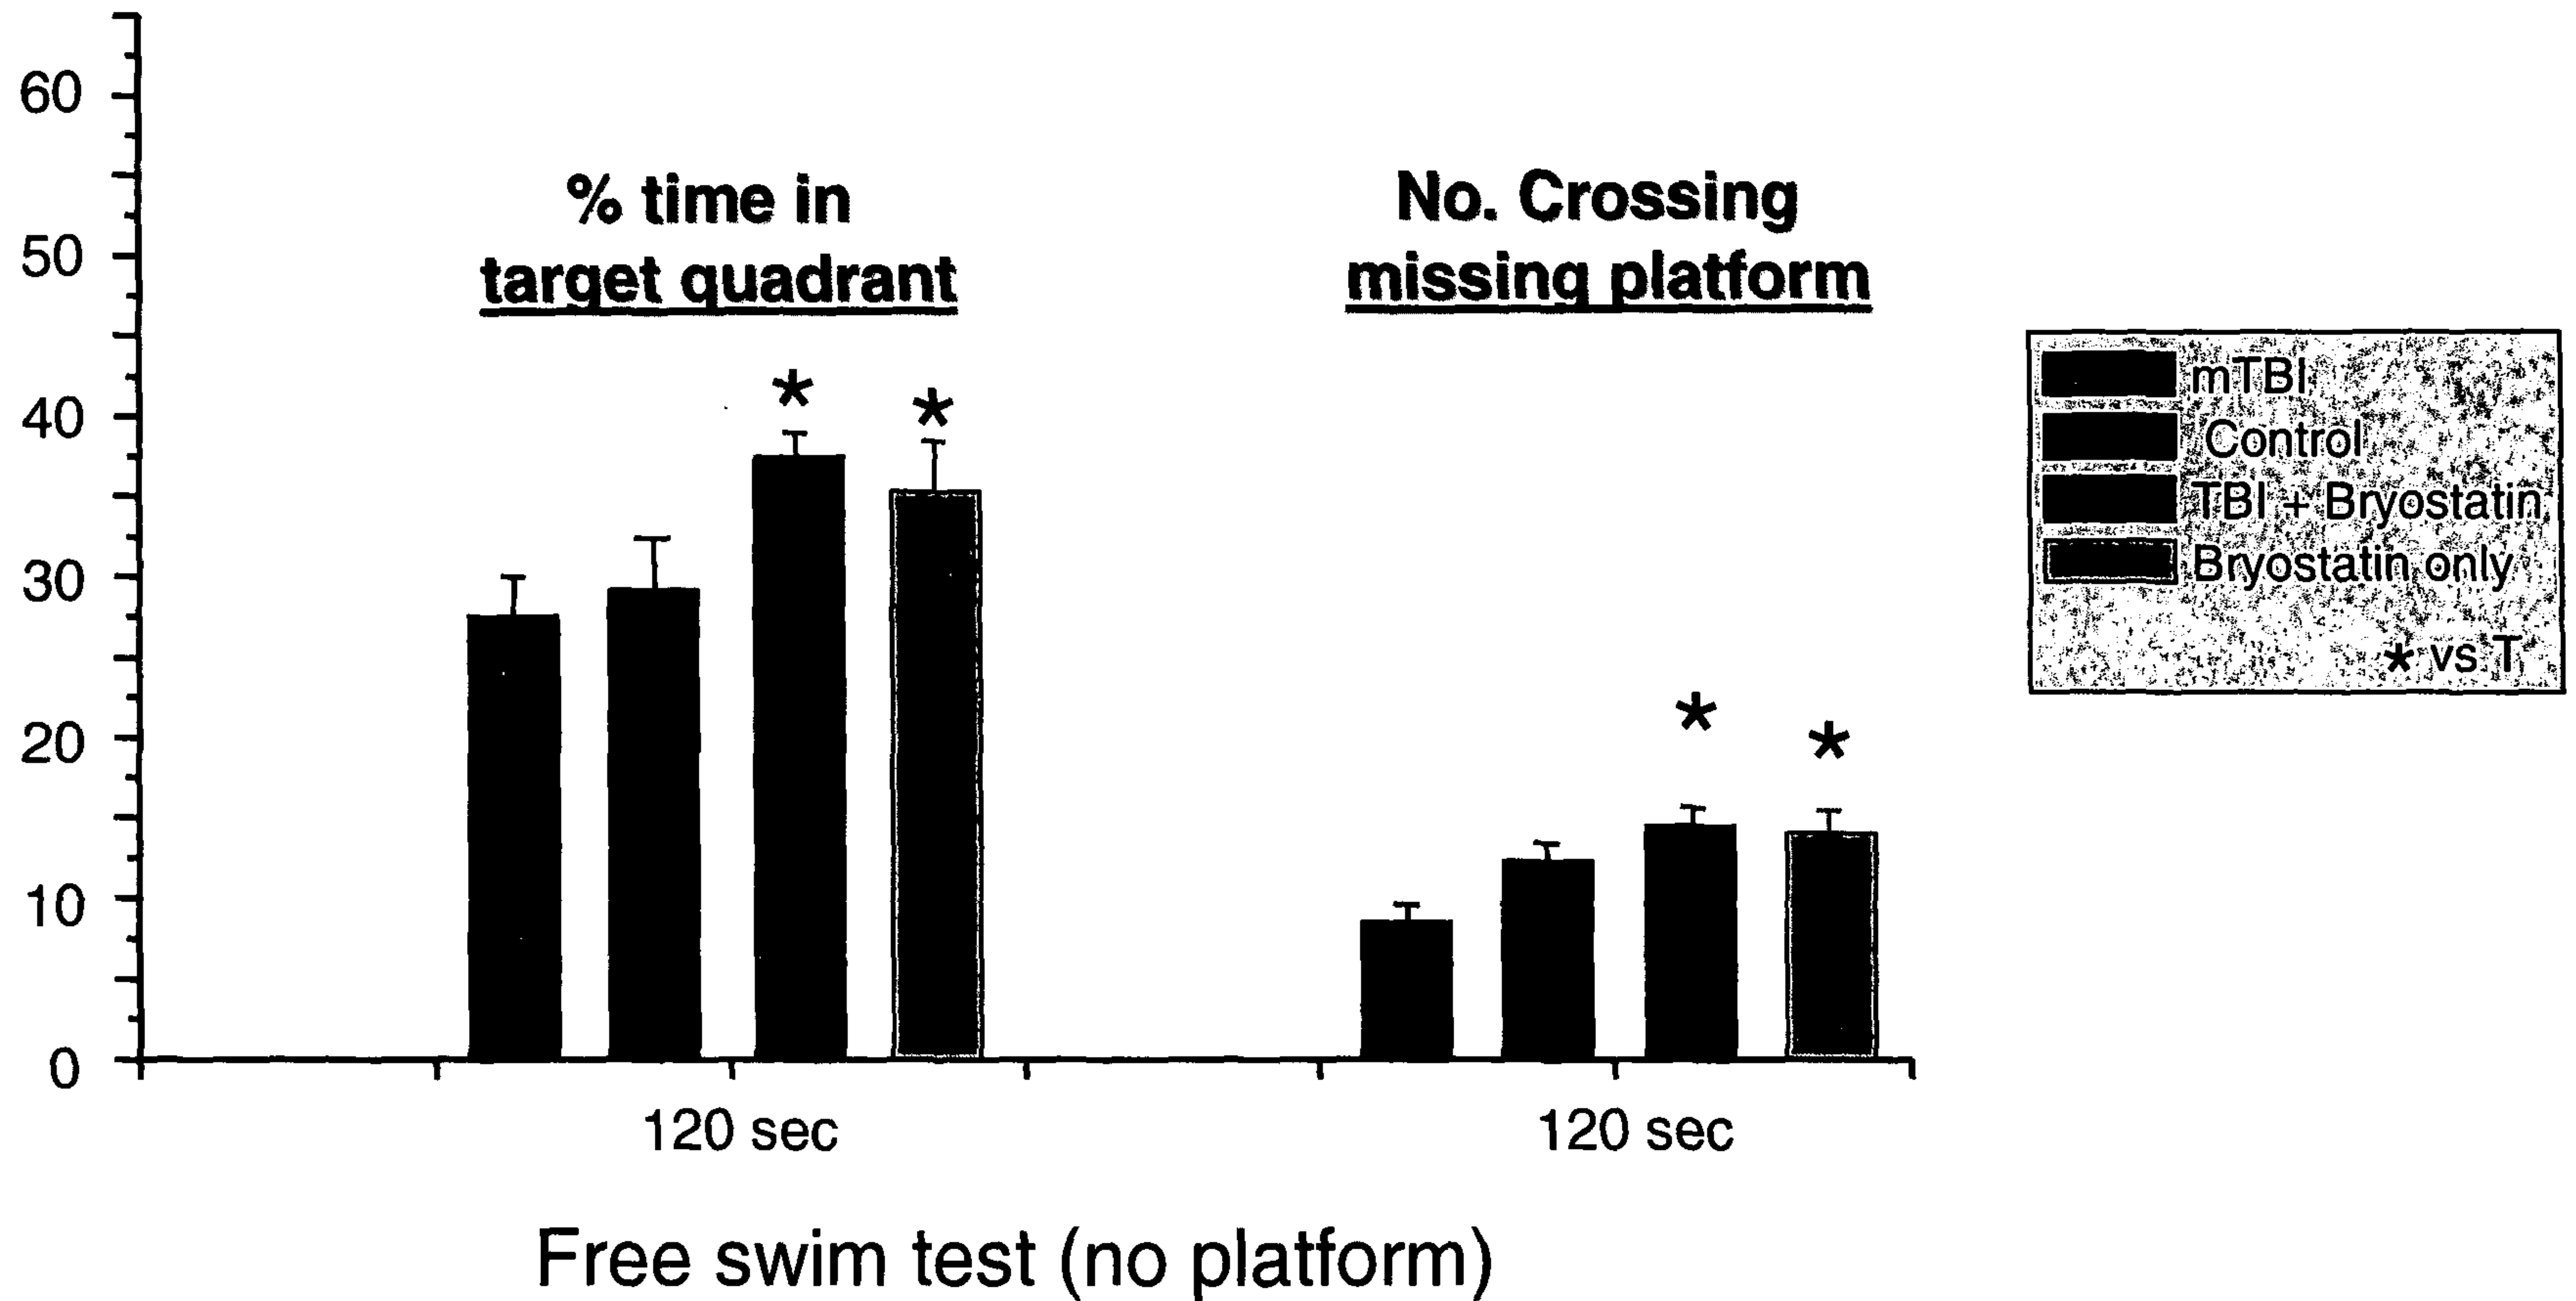 60
50
40
30
20
10
0
% time in
target quadrant
*
*
No. Crossing
missing platform
*
*
120 sec
120 sec
Free swim test (no platform)
mTBI
Control
TBI + Bryostatin
Bryostatin only
* vs T